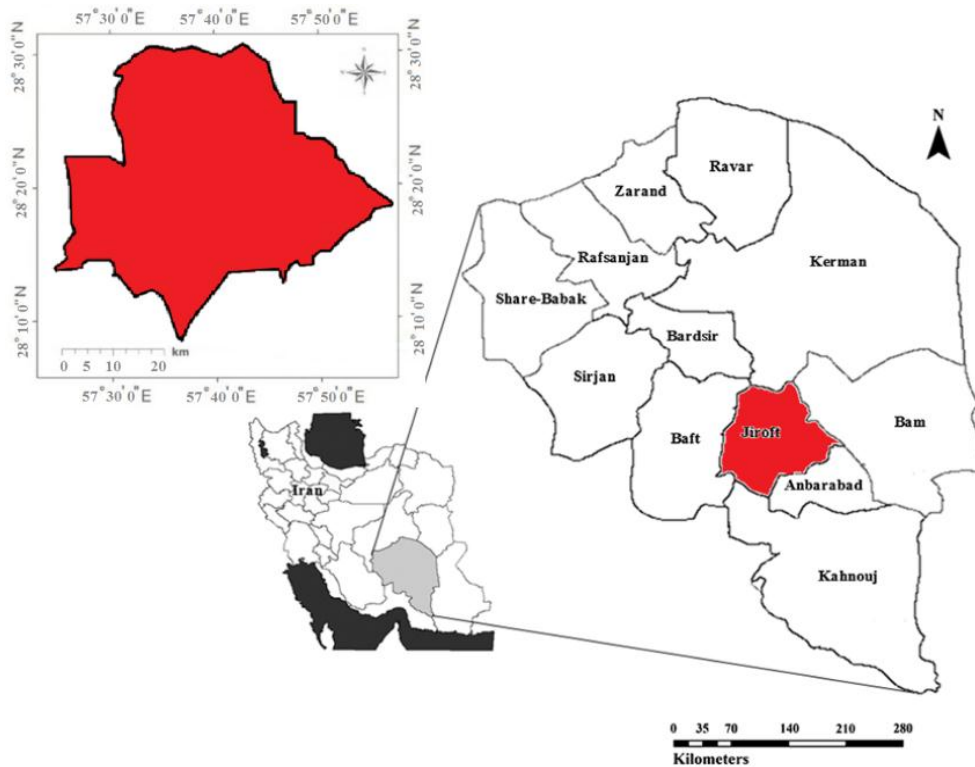 57°30'0"E 57°40'0"E 57°50'0"E
28°30'0"N 28°30'0"N
28°20'0"N 28°20'0"N
28°10'0"N 28°10'0"N
0 5 10 20 km
57°30'0"E 57°40'0"E 57°50'0"E
N
Ravar
Zarand
Rafsanjan
Kerman
Share-Babak
Bardsir
Sirjan
Bam
Baft
Jiroft
Anbarabad
Iran
Kahnouj
0 35 70 140 210 280
Kilometers